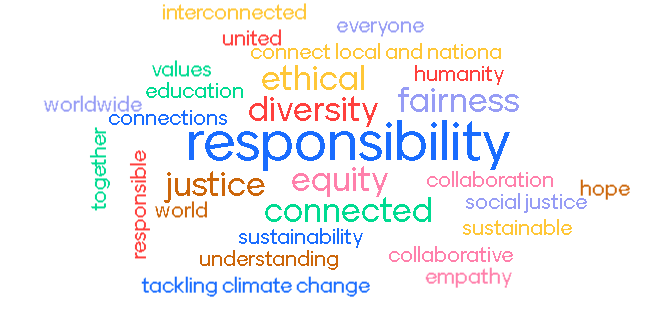 interconnected
everyone
united
connect local and nationa
values
ethical
humanity
education
worldwide
diversity
fairness
connections
responsibility
together
responsible
justice
equity
collaboration
hope
world
connected
social justice
sustainability
sustainable
understanding
collaborative
tackling climate change
empathy